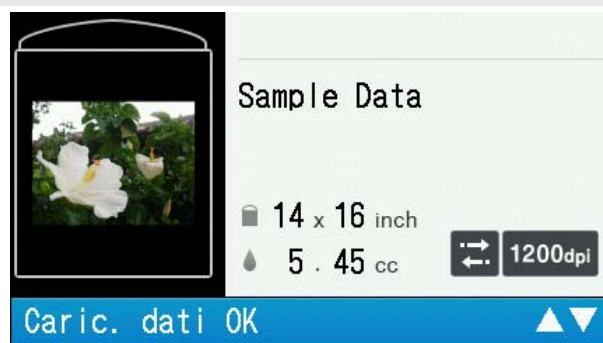 Sample Data
14 x 16 inch
5 . 45 cc
1200dpi
Caric. dati OK